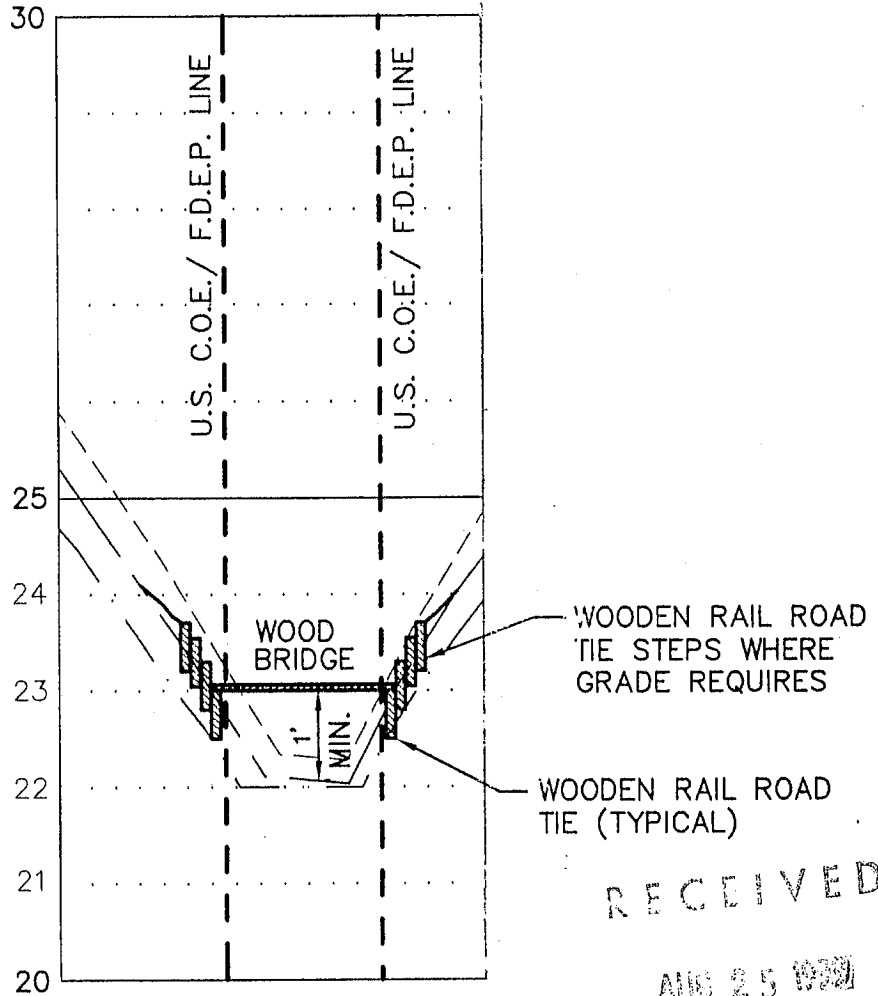 30
U.S. C.O.E./ F.D.E.P. LINE
U.S. C.O.E./ F.D.E.P. LINE
25
24
WOOD
BRIDGE
WOODEN RAIL ROAD
TIE STEPS WHERE
GRADE REQUIRES
23
1'
MIN.
22
WOODEN RAIL ROAD
TIE (TYPICAL)
21
RECEIVED
AUG 25
20